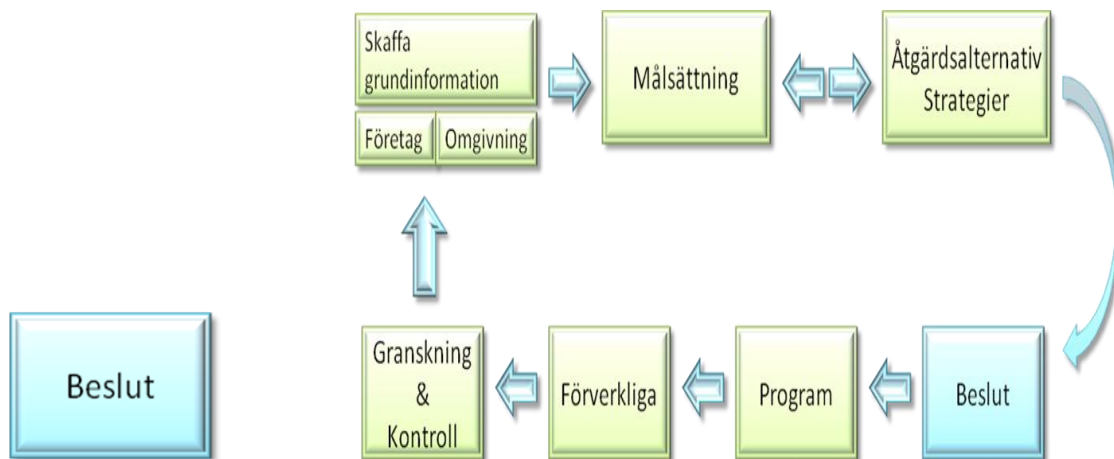 Skaffa
grundinformation
Företag
Omgivning
Målsättning
Åtgärdsalternativ
Strategier
Beslut
Granskning
&
Kontroll
Förverkliga
Program
Beslut